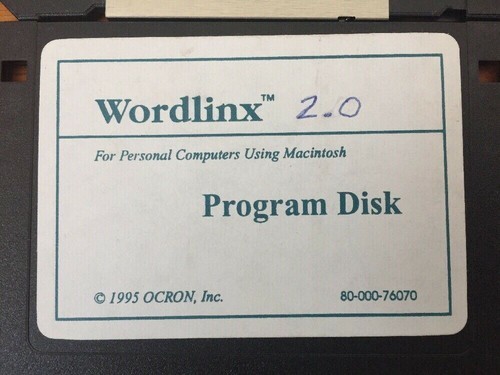 Wordlinx™ 2.0
For Personal Computers Using Macintosh
Program Disk
© 1995 OCRON, Inc. 80-000-76070